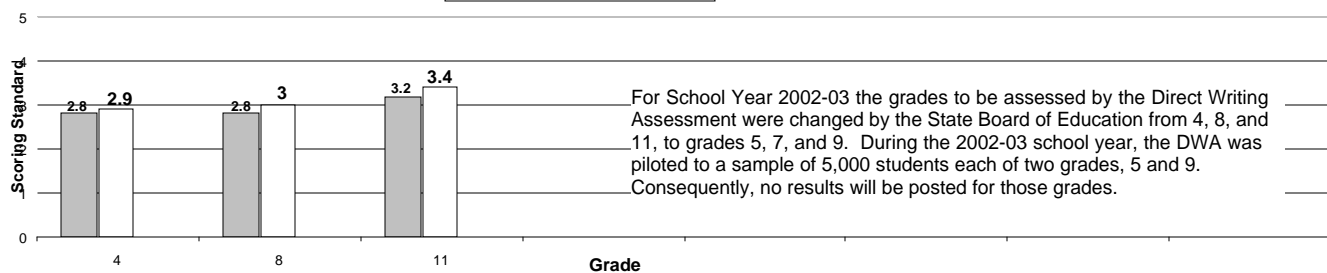 5
4
3
2
1
0
Scoring Standard
2.8
2.9
2.8
3
3.2
3.4
For School Year 2002-03 the grades to be assessed by the Direct Writing
Assessment were changed by the State Board of Education from 4, 8, and
11, to grades 5, 7, and 9. During the 2002-03 school year, the DWA was
piloted to a sample of 5,000 students each of two grades, 5 and 9.
Consequently, no results will be posted for those grades.
4
8
11
Grade